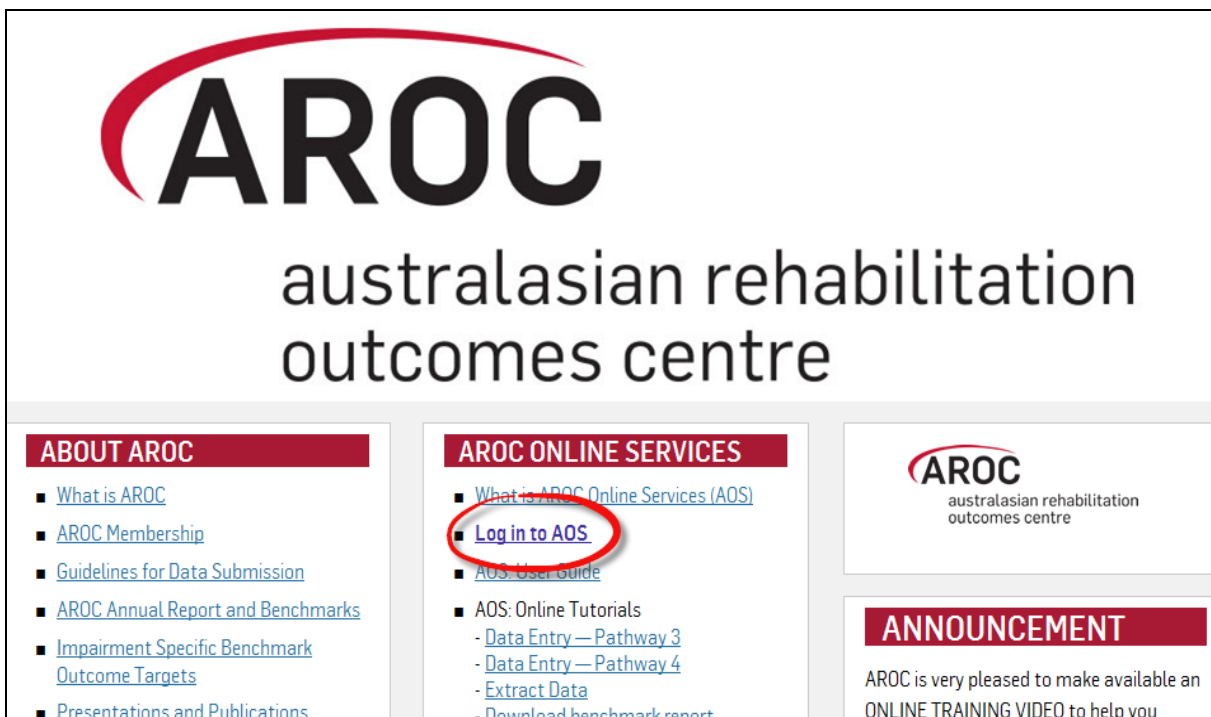 AROC
australasian rehabilitation
outcomes centre
ABOUT AROC
■ What is AROC
■ AROC Membership
■ Guidelines for Data Submission
■ AROC Annual Report and Benchmarks
■ Impairment Specific Benchmark
Outcome Targets
■ Presentations and Publications
AROC ONLINE SERVICES
■ What is AROC Online Services (AOS)
■ Log in to AOS
■ AOS: User Guide
■ AOS: Online Tutorials
- Data Entry — Pathway 3
- Data Entry — Pathway 4
- Extract Data
- Download benchmark report
AROC
australasian rehabilitation
outcomes centre
ANNOUNCEMENT
AROC is very pleased to make available an
ONLINE TRAINING VIDEO to help you